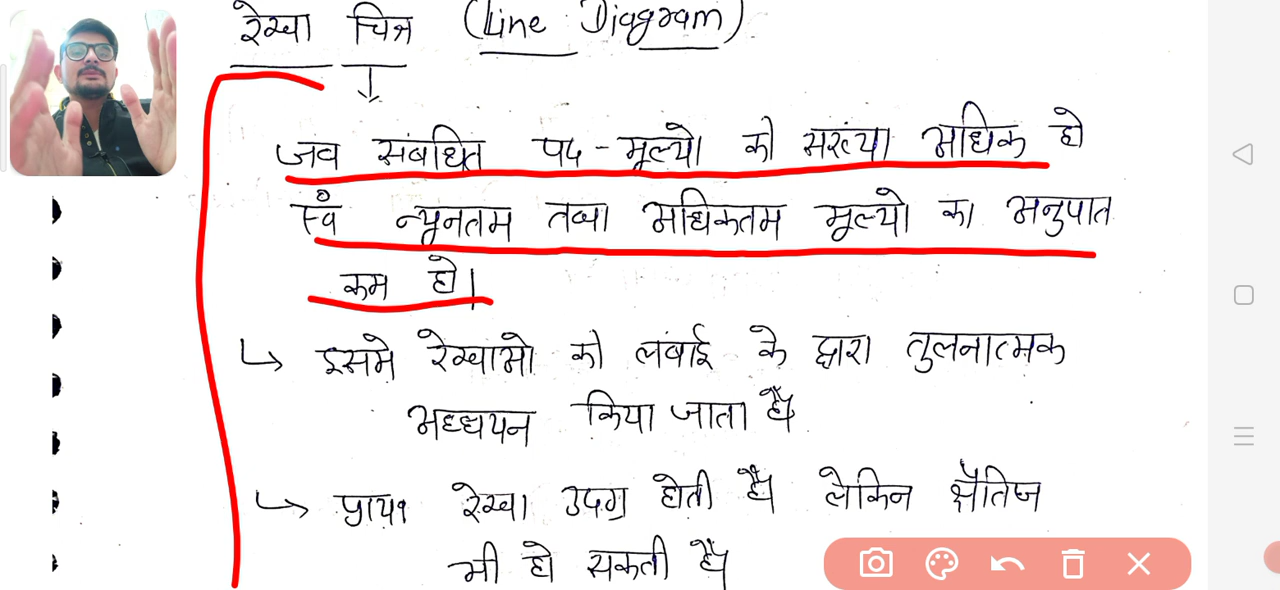 रेखा चित्र (Line Diagram)
जब संबधित पद-मूल्यो की संख्या अधिक हो
एवं न्यूनतम तथा अधिकतम मूल्यो का अनुपात
कम हो।
↳ इसमे रेखाओ की लंबाई के द्वारा तुलनात्मक
अध्ययन किया जाता है
↳ प्रायः रेखा उदग्र होती है लेकिन क्षैतिज
भी हो सकती है